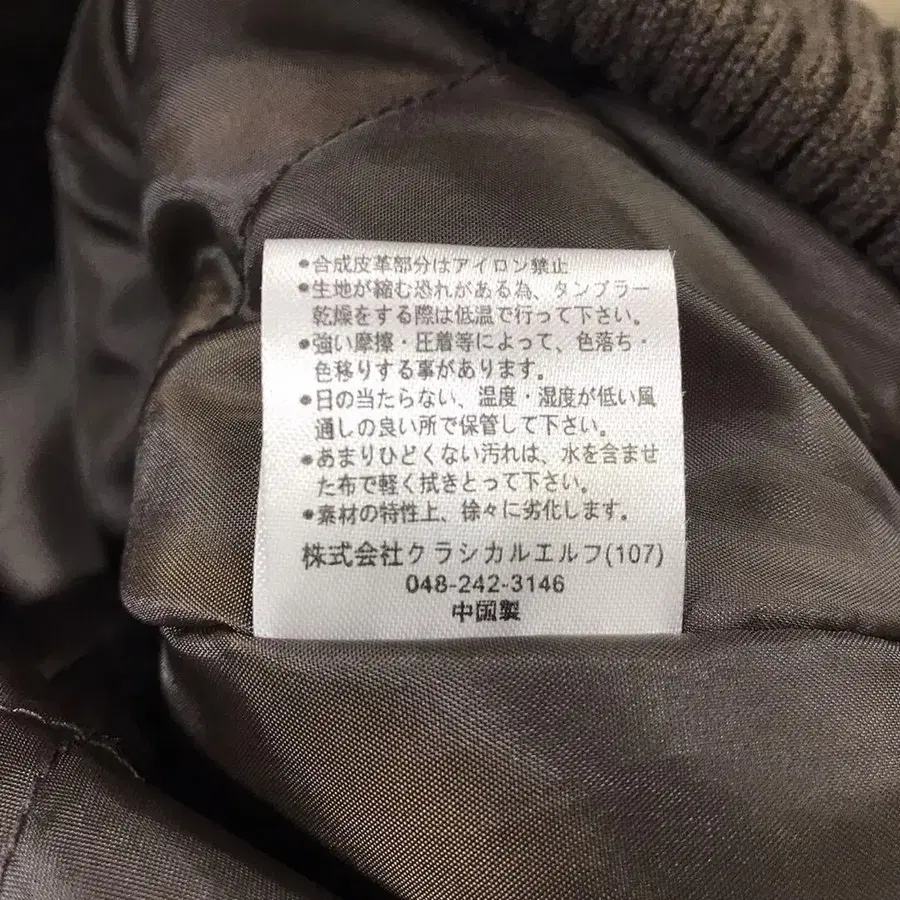 •合成皮革部分はアイロン禁止
•生地が縮む恐れがある為、タンブラー
乾燥をする際は低温で行って下さい。
•強い摩擦・圧着等によって、色落ち・
色移りする事があります。
•日の当たらない、温度・湿度が低い風
通しの良い所で保管して下さい。
•あまりひどくない汚れは、水を含ませ
た布で軽く拭きとって下さい。
•素材の特性上、徐々に劣化します。
株式会社クラシカルエルフ(107)
048-242-3146
中国製